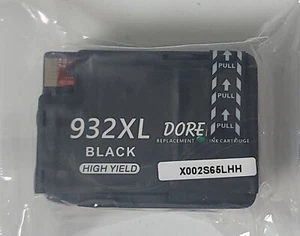 PULL
PULL
PULL
932XL DORE
REPLACEMENT INK CARTRIDGE
BLACK
HIGH YIELD
X002S65LHH